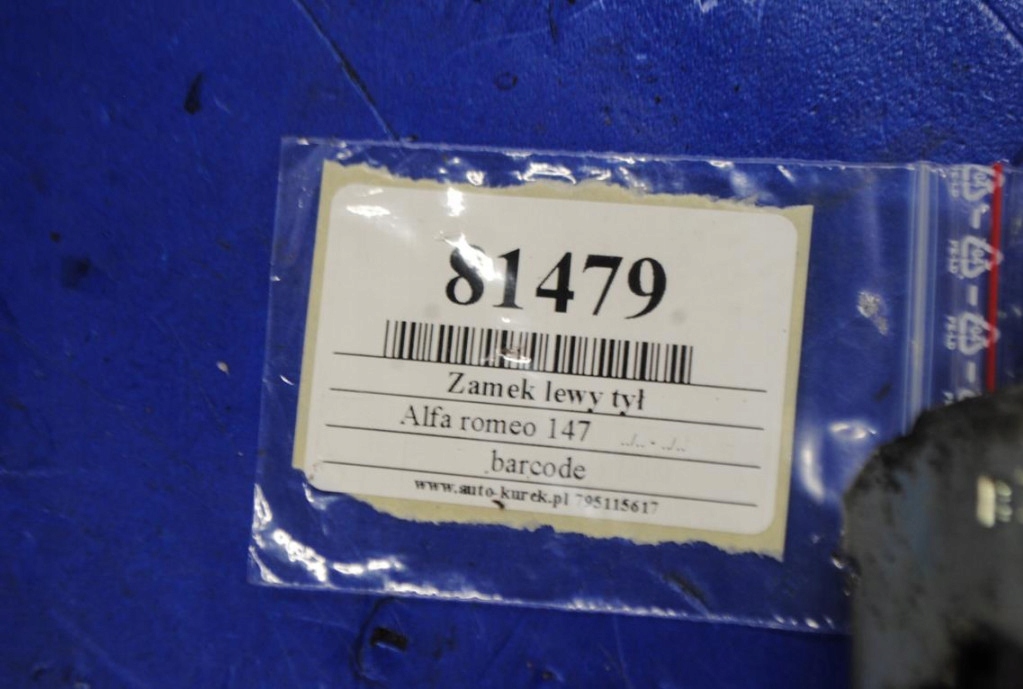 81479
Zamek lewy tył
Alfa romeo 147 ../.. - ../..
barcode
www.auto-kurek.pl 795115617